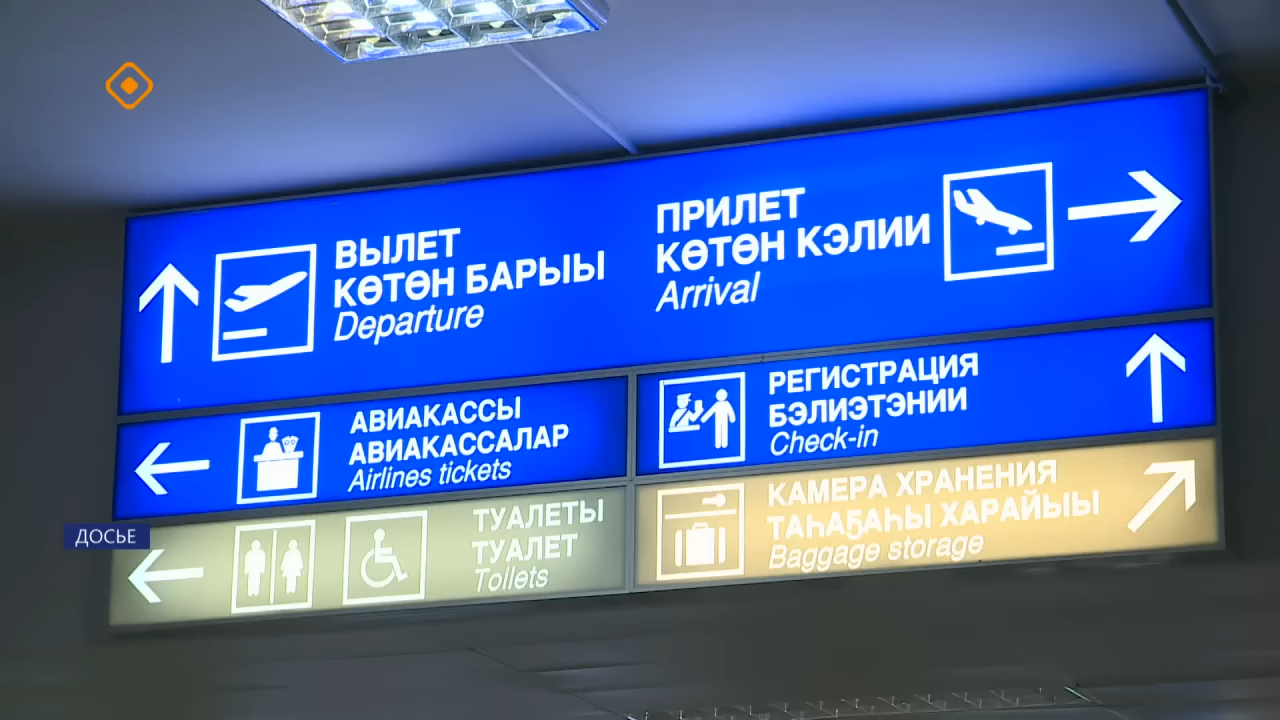 ВЫЛЕТ
КӨТӨН БАРЫЫ
Departure
ПРИЛЕТ
КӨТӨН КЭЛИИ
Arrival
АВИАКАССЫ
АВИАКАССАЛАР
Airlines tickets
РЕГИСТРАЦИЯ
БЭЛИЭТЭНИИ
Check-in
ТУАЛЕТЫ
ТУАЛЕТ
Toilets
КАМЕРА ХРАНЕНИЯ
ТАҺАҔАҺЫ ХАРАЙЫЫ
Baggage storage
ДОСЬЕ